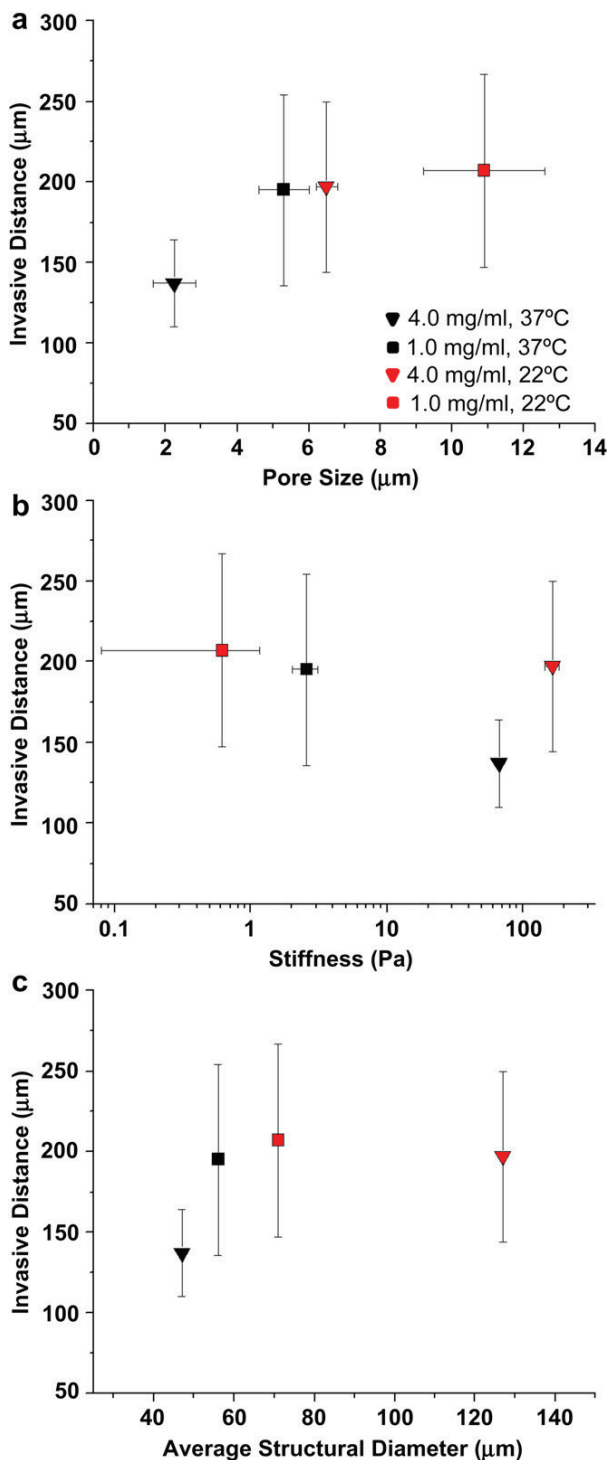 a
300
250
200
150
100
50
Invasive Distance (μm)
4.0 mg/ml, 37ºC
1.0 mg/ml, 37ºC
4.0 mg/ml, 22ºC
1.0 mg/ml, 22ºC
0 2 4 6 8 10 12 14
Pore Size (μm)
b
300
250
200
150
100
50
Invasive Distance (μm)
0.1 1 10 100
Stiffness (Pa)
c
300
250
200
150
100
50
Invasive Distance (μm)
40 60 80 100 120 140
Average Structural Diameter (μm)